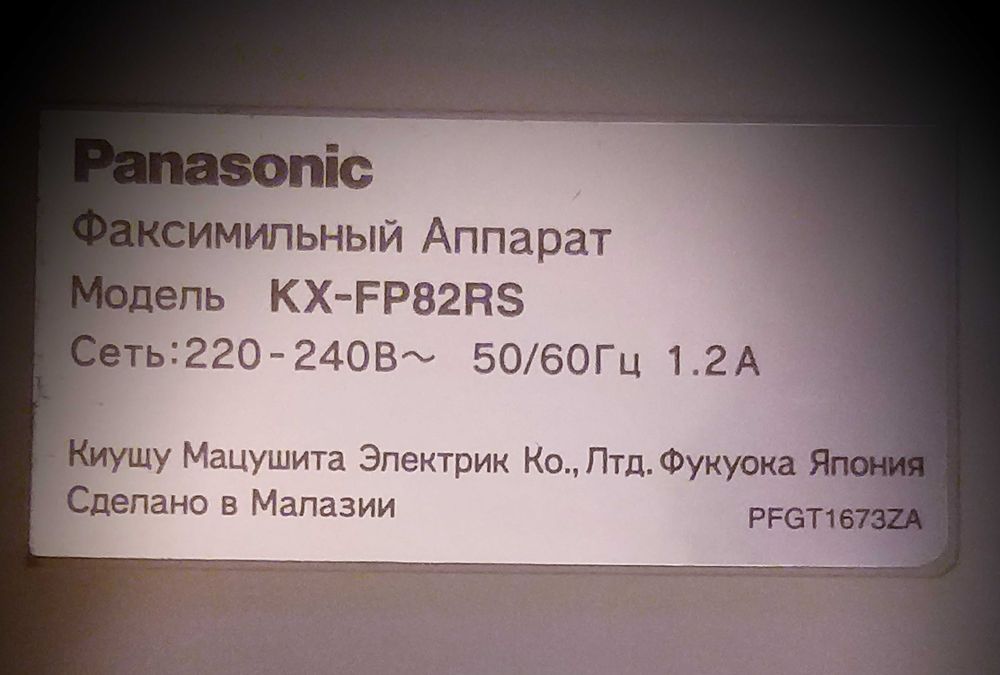 Panasonic
Факсимильный Аппарат
Модель KX-FP82RS
Сеть:220-240В~ 50/60Гц 1.2А
Киущу Мацушита Электрик Ко., Лтд. Фукуока Япония
Сделано в Малазии
PFGT1673ZA